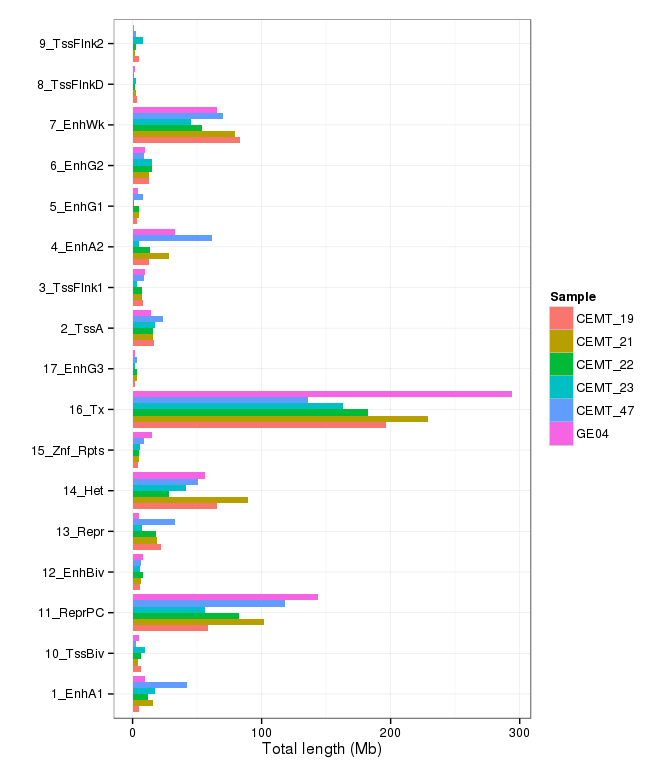 9_TssFlnk2
8_TssFlnkD
7_EnhWk
6_EnhG2
5_EnhG1
4_EnhA2
3_TssFlnk1
2_TssA
17_EnhG3
16_Tx
15_Znf_Rpts
14_Het
13_Repr
12_EnhBiv
11_ReprPC
10_TssBiv
1_EnhA1
0 100 200 300
Total length (Mb)
Sample
CEMT_19
CEMT_21
CEMT_22
CEMT_23
CEMT_47
GE04